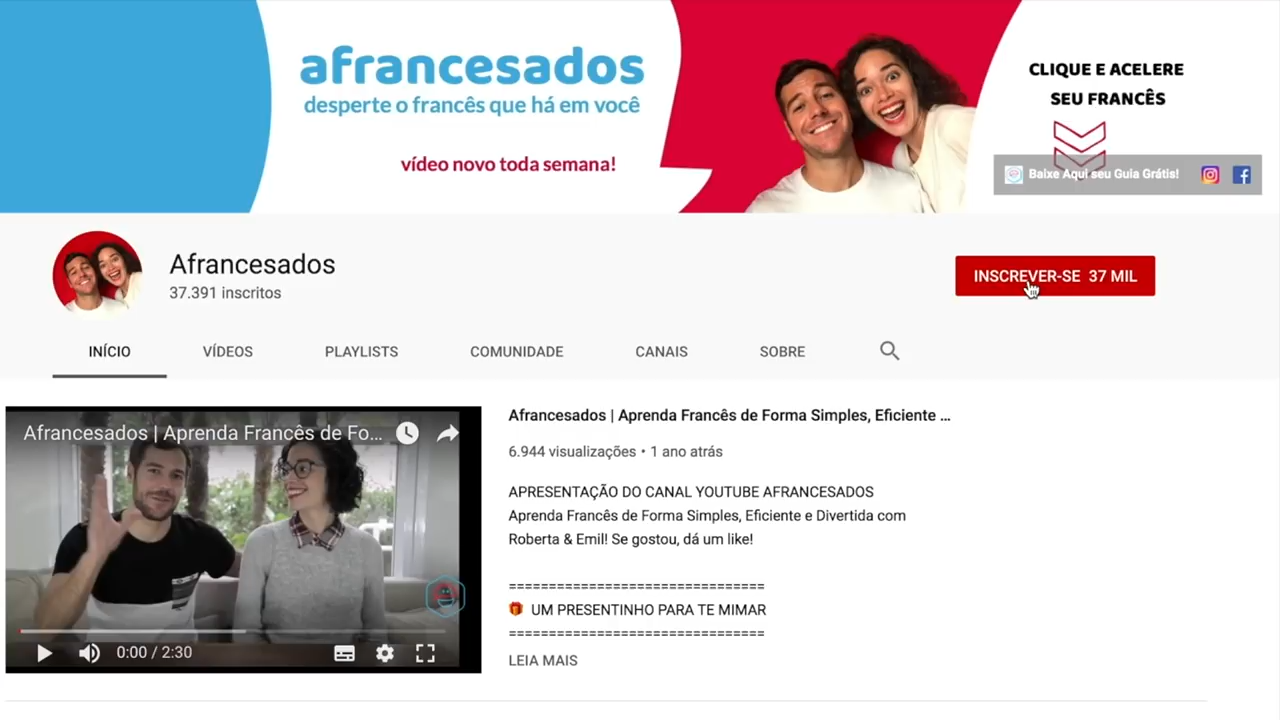 afrancesados
desperte o francês que há em você
vídeo novo toda semana!
CLIQUE E ACELERE
SEU FRANCÊS
Baixe Aqui seu Guia Grátis!
Afrancesados
37.391 inscritos
INSCREVER-SE 37 MIL
INÍCIO VÍDEOS PLAYLISTS COMUNIDADE CANAIS SOBRE
Afrancesados | Aprenda Francês de Fo...
0:00 / 2:30
Afrancesados | Aprenda Francês de Forma Simples, Eficiente ...
6.944 visualizações • 1 ano atrás
APRESENTAÇÃO DO CANAL YOUTUBE AFRANCESADOS
Aprenda Francês de Forma Simples, Eficiente e Divertida com
Roberta & Emil! Se gostou, dá um like!
================================
🎁 UM PRESENTINHO PARA TE MIMAR
================================
LEIA MAIS